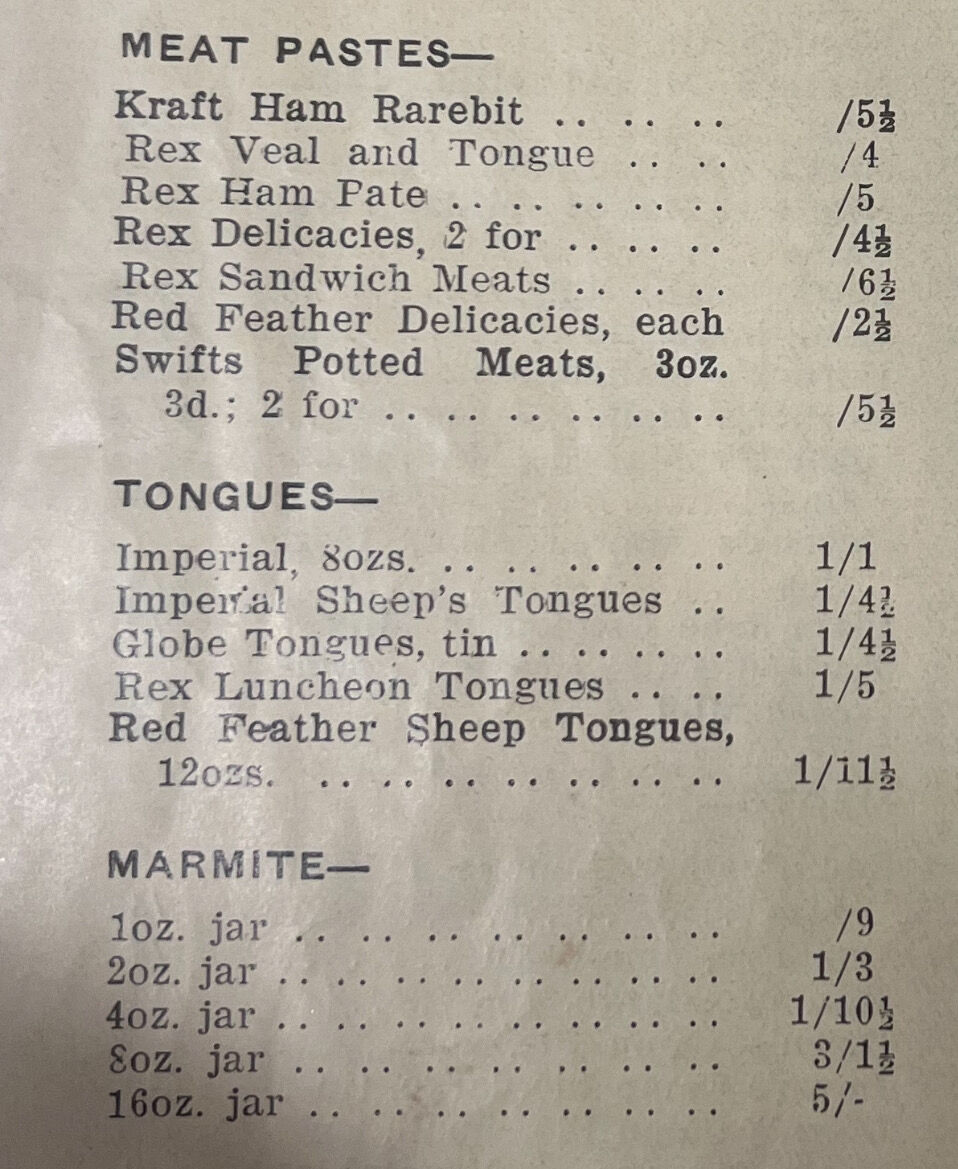 MEAT PASTES—
Kraft Ham Rarebit .. .. .. /5½
Rex Veal and Tongue .. .. /4
Rex Ham Pate .. .. .. .. .. /5
Rex Delicacies, 2 for .. .. .. /4½
Rex Sandwich Meats .. .. .. /6½
Red Feather Delicacies, each /2½
Swifts Potted Meats, 3oz.
3d.; 2 for .. .. .. .. .. .. /5½
TONGUES—
Imperial, 8ozs. .. .. .. .. .. 1/1
Imperial Sheep's Tongues .. 1/4½
Globe Tongues, tin .. .. .. .. 1/4½
Rex Luncheon Tongues .. .. 1/5
Red Feather Sheep Tongues,
12ozs. .. .. .. .. .. .. .. 1/11½
MARMITE—
1oz. jar .. .. .. .. .. .. .. /9
2oz. jar .. .. .. .. .. .. .. .. 1/3
4oz. jar .. .. .. .. .. .. .. .. 1/10½
8oz. jar .. .. .. .. .. .. .. 3/1½
16oz. jar .. .. .. .. .. .. .. 5/-